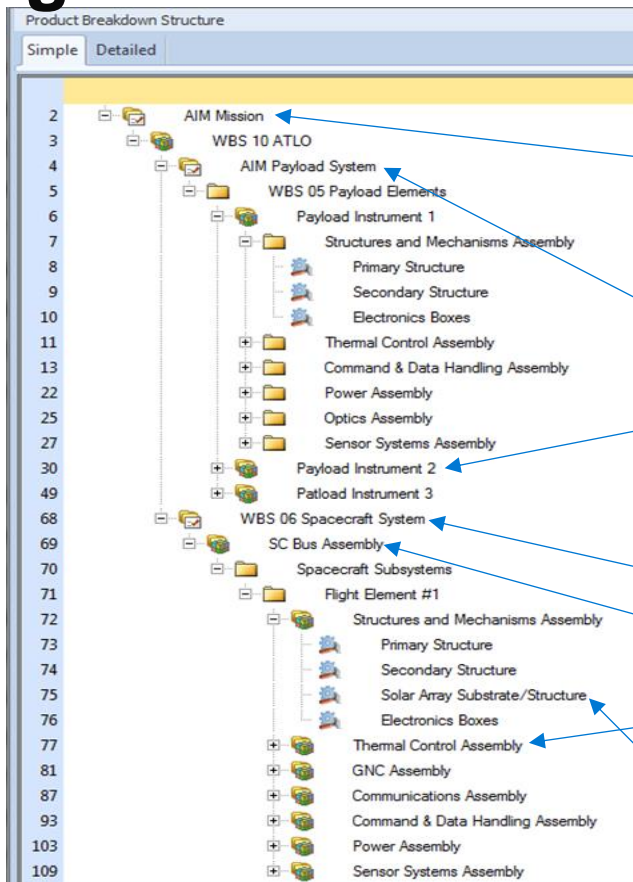 Product Breakdown Structure
Simple Detailed
2 AIM Mission
3 WBS 10 ATLO
4 AIM Payload System
5 WBS 05 Payload Elements
6 Payload Instrument 1
7 Structures and Mechanisms Assembly
8 Primary Structure
9 Secondary Structure
10 Electronics Boxes
11 Thermal Control Assembly
13 Command & Data Handling Assembly
22 Power Assembly
25 Optics Assembly
27 Sensor Systems Assembly
30 Payload Instrument 2
49 Patload Instrument 3
68 WBS 06 Spacecraft System
69 SC Bus Assembly
70 Spacecraft Subsystems
71 Flight Element #1
72 Structures and Mechanisms Assembly
73 Primary Structure
74 Secondary Structure
75 Solar Array Substrate/Structure
76 Electronics Boxes
77 Thermal Control Assembly
81 GNC Assembly
87 Communications Assembly
93 Command & Data Handling Assembly
103 Power Assembly
109 Sensor Systems Assembly